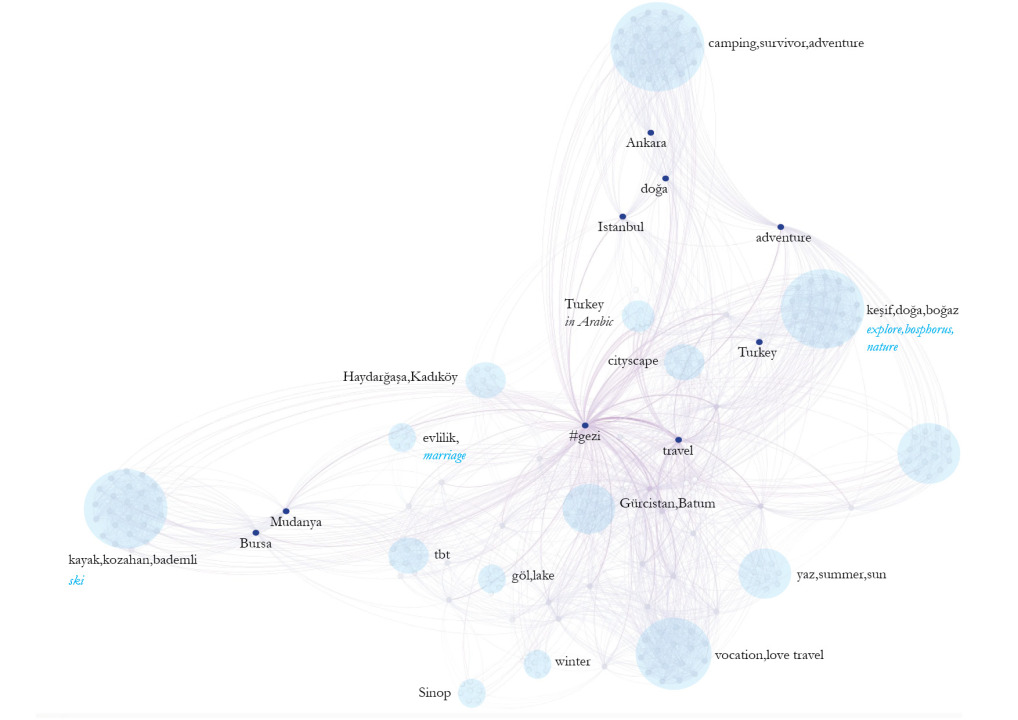 camping,survivor,adventure
Ankara
doğa
Istanbul
adventure
Turkey
in Arabic
keşif,doğa,boğaz
explore,bosphorus,
nature
Turkey
cityscape
Haydarğaşa,Kadıköy
#gezi
evlilik,
marriage
travel
Gürcistan,Batum
Mudanya
Bursa
kayak,kozahan,bademli
ski
tbt
göl,lake
yaz,summer,sun
vocation,love travel
winter
Sinop